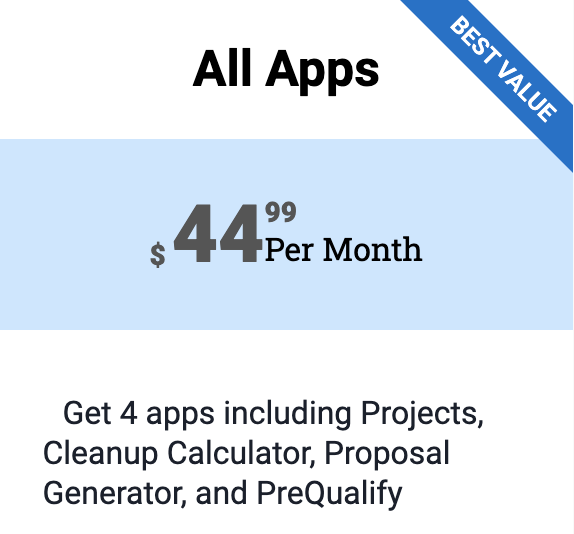 All Apps
BEST VALUE
$ 44 99 Per Month
Get 4 apps including Projects,
Cleanup Calculator, Proposal
Generator, and PreQualify